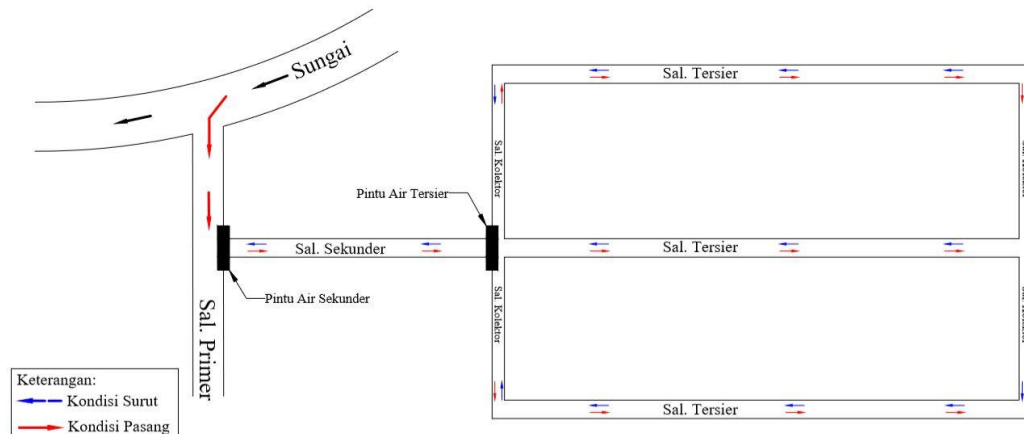 Sungai
Sal. Tersier
Sal. Kolektor
Pintu Air Tersier
Sal. Sekunder
Sal. Tersier
Pintu Air Sekunder
Sal. Kolektor
Sal. Primer
Keterangan:
Kondisi Surut
Kondisi Pasang
Sal. Tersier